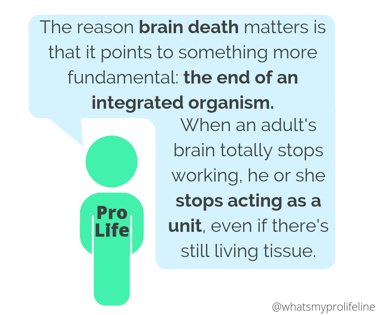 The reason brain death matters is
that it points to something more
fundamental: the end of an
integrated organism.
When an adult's
brain totally stops
working, he or she
stops acting as a
unit, even if there's
still living tissue.
Pro
Life
@whatsmyprolifeline